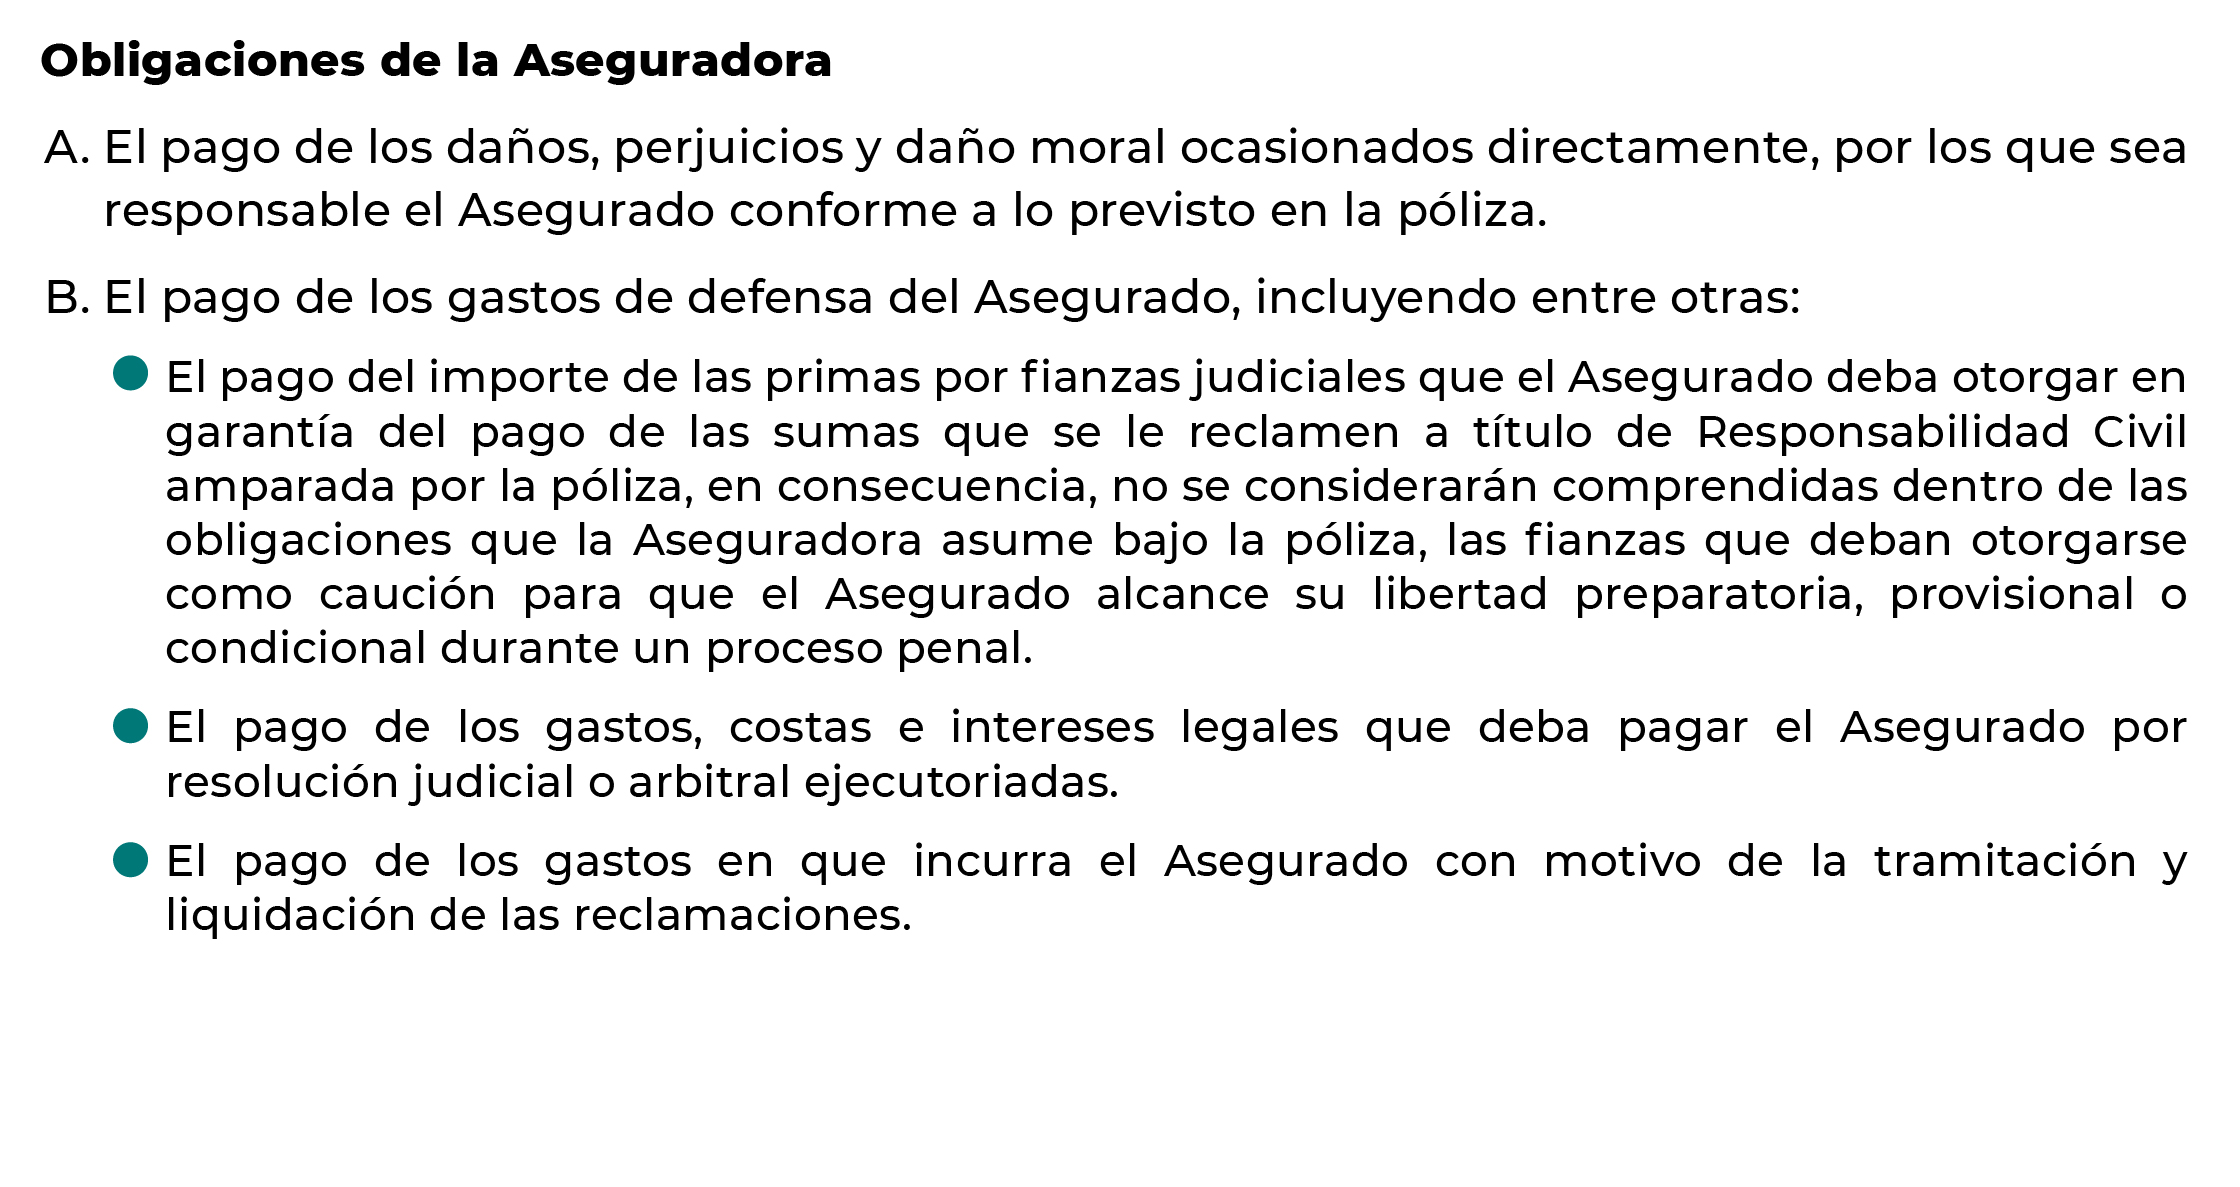 Obligaciones de la Aseguradora
A. El pago de los daños, perjuicios y daño moral ocasionados directamente, por los que sea
responsable el Asegurado conforme a lo previsto en la póliza.
B. El pago de los gastos de defensa del Asegurado, incluyendo entre otras:
● El pago del importe de las primas por fianzas judiciales que el Asegurado deba otorgar en
garantía del pago de las sumas que se le reclamen a título de Responsabilidad Civil
amparada por la póliza, en consecuencia, no se considerarán comprendidas dentro de las
obligaciones que la Aseguradora asume bajo la póliza, las fianzas que deban otorgarse
como caución para que el Asegurado alcance su libertad preparatoria, provisional o
condicional durante un proceso penal.
● El pago de los gastos, costas e intereses legales que deba pagar el Asegurado por
resolución judicial o arbitral ejecutoriadas.
● El pago de los gastos en que incurra el Asegurado con motivo de la tramitación y
liquidación de las reclamaciones.